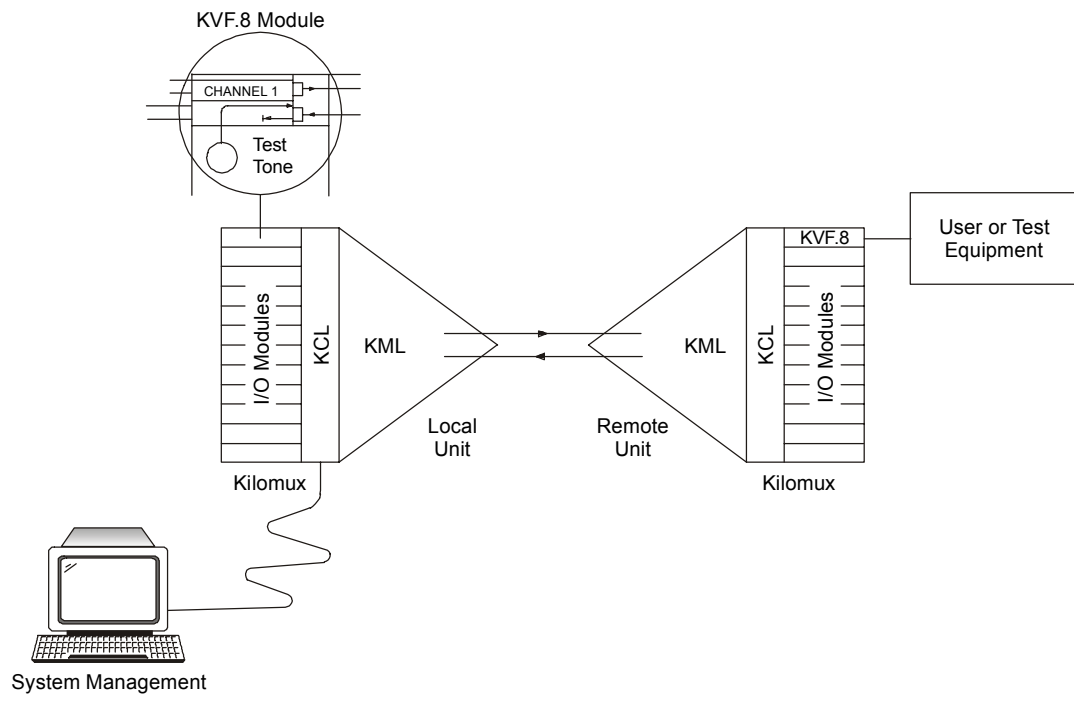 KVF.8 Module
CHANNEL 1
Test
Tone
I/O Modules
KCL
KML
Local
Unit
Kilomux
Remote
Unit
KML
KCL
KVF.8
I/O Modules
Kilomux
User or Test
Equipment
System Management